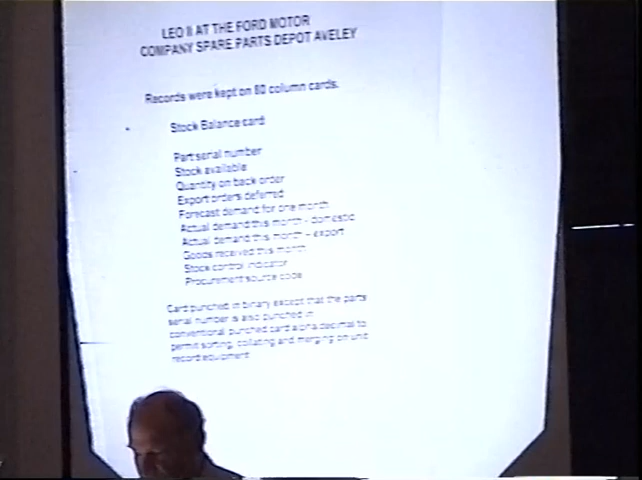 LEO II AT THE FORD MOTOR
COMPANY SPARE PARTS DEPOT AVELEY
Records were kept on 80 column cards.
Stock Balance card
Part serial number
Stock available
Quantity on back order
Export orders deferred
Forecast demand for one month
Actual demand this month - domestic
Actual demand this month - export
Goods received this month
Stock control indicator
Procurement source code
Card punched in binary except that the parts
serial number is also punched in
conventional punched card alpha decimal to
permit sorting, collating and merging on unit
record equipment